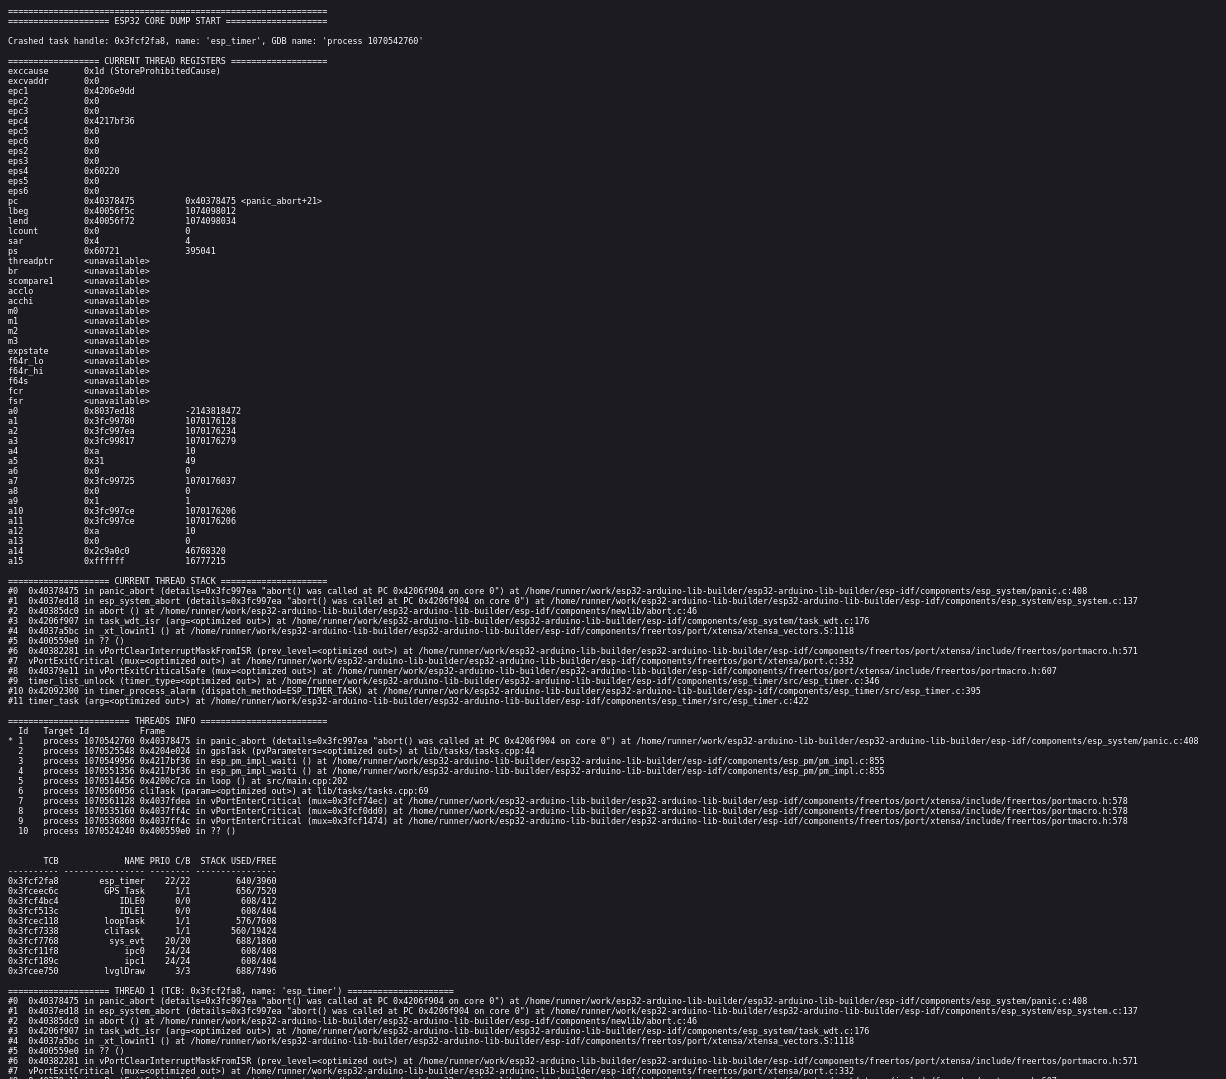 ===============================================================
==================== ESP32 CORE DUMP START ====================
Crashed task handle: 0x3fcf2fa8, name: 'esp_timer', GDB name: 'process 1070542760'
================== CURRENT THREAD REGISTERS ===================
exccause       0x1d (StoreProhibitedCause)
excvaddr       0x0
epc1           0x4206e9dd
epc2           0x0
epc3           0x0
epc4           0x4217bf36
epc5           0x0
epc6           0x0
eps2           0x0
eps3           0x0
eps4           0x60220
eps5           0x0
eps6           0x0
pc             0x40378475          0x40378475 <panic_abort+21>
lbeg           0x40056f5c          1074098012
lend           0x40056f72          1074098034
lcount         0x0                 0
sar            0x4                 4
ps             0x60721             395041
threadptr      <unavailable>
br             <unavailable>
scompare1      <unavailable>
acclo          <unavailable>
acchi          <unavailable>
m0             <unavailable>
m1             <unavailable>
m2             <unavailable>
m3             <unavailable>
expstate       <unavailable>
f64r_lo        <unavailable>
f64r_hi        <unavailable>
f64s           <unavailable>
fcr            <unavailable>
fsr            <unavailable>
a0             0x8037ed18          -2143818472
a1             0x3fc99780          1070176128
a2             0x3fc997ea          1070176234
a3             0x3fc99817          1070176279
a4             0xa                 10
a5             0x31                49
a6             0x0                 0
a7             0x3fc99725          1070176037
a8             0x0                 0
a9             0x1                 1
a10            0x3fc997ce          1070176206
a11            0x3fc997ce          1070176206
a12            0xa                 10
a13            0x0                 0
a14            0x2c9a0c0           46768320
a15            0xffffff            16777215
==================== CURRENT THREAD STACK =====================
#0  0x40378475 in panic_abort (details=0x3fc997ea "abort() was called at PC 0x4206f904 on core 0") at /home/runner/work/esp32-arduino-lib-builder/esp32-arduino-lib-builder/esp-idf/components/esp_system/panic.c:408
#1  0x4037ed18 in esp_system_abort (details=0x3fc997ea "abort() was called at PC 0x4206f904 on core 0") at /home/runner/work/esp32-arduino-lib-builder/esp32-arduino-lib-builder/esp-idf/components/esp_system/esp_system.c:137
#2  0x40385dc0 in abort () at /home/runner/work/esp32-arduino-lib-builder/esp32-arduino-lib-builder/esp-idf/components/newlib/abort.c:46
#3  0x4206f907 in task_wdt_isr (arg=<optimized out>) at /home/runner/work/esp32-arduino-lib-builder/esp32-arduino-lib-builder/esp-idf/components/esp_system/task_wdt.c:176
#4  0x4037a5bc in _xt_lowint1 () at /home/runner/work/esp32-arduino-lib-builder/esp32-arduino-lib-builder/esp-idf/components/freertos/port/xtensa/xtensa_vectors.S:1118
#5  0x400559e0 in ?? ()
#6  0x40382281 in vPortClearInterruptMaskFromISR (prev_level=<optimized out>) at /home/runner/work/esp32-arduino-lib-builder/esp32-arduino-lib-builder/esp-idf/components/freertos/port/xtensa/include/freertos/portmacro.h:571
#7  vPortExitCritical (mux=<optimized out>) at /home/runner/work/esp32-arduino-lib-builder/esp32-arduino-lib-builder/esp-idf/components/freertos/port/xtensa/port.c:332
#8  0x40379e11 in vPortExitCriticalSafe (mux=<optimized out>) at /home/runner/work/esp32-arduino-lib-builder/esp32-arduino-lib-builder/esp-idf/components/freertos/port/xtensa/include/freertos/portmacro.h:607
#9  timer_list_unlock (timer_type=<optimized out>) at /home/runner/work/esp32-arduino-lib-builder/esp32-arduino-lib-builder/esp-idf/components/esp_timer/src/esp_timer.c:346
#10 0x42092300 in timer_process_alarm (dispatch_method=ESP_TIMER_TASK) at /home/runner/work/esp32-arduino-lib-builder/esp32-arduino-lib-builder/esp-idf/components/esp_timer/src/esp_timer.c:395
#11 timer_task (arg=<optimized out>) at /home/runner/work/esp32-arduino-lib-builder/esp32-arduino-lib-builder/esp-idf/components/esp_timer/src/esp_timer.c:422
======================== THREADS INFO =========================
  Id   Target Id          Frame
* 1    process 1070542760 0x40378475 in panic_abort (details=0x3fc997ea "abort() was called at PC 0x4206f904 on core 0") at /home/runner/work/esp32-arduino-lib-builder/esp32-arduino-lib-builder/esp-idf/components/esp_system/panic.c:408
  2    process 1070525548 0x4204e024 in gpsTask (pvParameters=<optimized out>) at lib/tasks/tasks.cpp:44
  3    process 1070549956 0x4217bf36 in esp_pm_impl_waiti () at /home/runner/work/esp32-arduino-lib-builder/esp32-arduino-lib-builder/esp-idf/components/esp_pm/pm_impl.c:855
  4    process 1070551356 0x4217bf36 in esp_pm_impl_waiti () at /home/runner/work/esp32-arduino-lib-builder/esp32-arduino-lib-builder/esp-idf/components/esp_pm/pm_impl.c:855
  5    process 1070514456 0x4200c7ca in loop () at src/main.cpp:202
  6    process 1070560056 cliTask (param=<optimized out>) at lib/tasks/tasks.cpp:69
  7    process 1070561128 0x4037fdea in vPortEnterCritical (mux=0x3fcf74ec) at /home/runner/work/esp32-arduino-lib-builder/esp32-arduino-lib-builder/esp-idf/components/freertos/port/xtensa/include/freertos/portmacro.h:578
  8    process 1070535160 0x4037ff4c in vPortEnterCritical (mux=0x3fcf0dd0) at /home/runner/work/esp32-arduino-lib-builder/esp32-arduino-lib-builder/esp-idf/components/freertos/port/xtensa/include/freertos/portmacro.h:578
  9    process 1070536860 0x4037ff4c in vPortEnterCritical (mux=0x3fcf1474) at /home/runner/work/esp32-arduino-lib-builder/esp32-arduino-lib-builder/esp-idf/components/freertos/port/xtensa/include/freertos/portmacro.h:578
  10   process 1070524240 0x400559e0 in ?? ()
       TCB             NAME PRIO C/B  STACK USED/FREE
---------- ---------------- -------- ---------------
0x3fcf2fa8        esp_timer    22/22        640/3960
0x3fceec6c         GPS Task      1/1        656/7520
0x3fcf4bc4            IDLE0      0/0         608/412
0x3fcf513c            IDLE1      0/0         608/404
0x3fcec118         loopTask      1/1        576/7608
0x3fcf7338         cliTask       1/1       560/19424
0x3fcf7768          sys_evt    20/20        688/1860
0x3fcf11f8             ipc0    24/24         608/408
0x3fcf189c             ipc1    24/24         608/404
0x3fcee750         lvglDraw      3/3        688/7496
==================== THREAD 1 (TCB: 0x3fcf2fa8, name: 'esp_timer') =====================
#0  0x40378475 in panic_abort (details=0x3fc997ea "abort() was called at PC 0x4206f904 on core 0") at /home/runner/work/esp32-arduino-lib-builder/esp32-arduino-lib-builder/esp-idf/components/esp_system/panic.c:408
#1  0x4037ed18 in esp_system_abort (details=0x3fc997ea "abort() was called at PC 0x4206f904 on core 0") at /home/runner/work/esp32-arduino-lib-builder/esp32-arduino-lib-builder/esp-idf/components/esp_system/esp_system.c:137
#2  0x40385dc0 in abort () at /home/runner/work/esp32-arduino-lib-builder/esp32-arduino-lib-builder/esp-idf/components/newlib/abort.c:46
#3  0x4206f907 in task_wdt_isr (arg=<optimized out>) at /home/runner/work/esp32-arduino-lib-builder/esp32-arduino-lib-builder/esp-idf/components/esp_system/task_wdt.c:176
#4  0x4037a5bc in _xt_lowint1 () at /home/runner/work/esp32-arduino-lib-builder/esp32-arduino-lib-builder/esp-idf/components/freertos/port/xtensa/xtensa_vectors.S:1118
#5  0x400559e0 in ?? ()
#6  0x40382281 in vPortClearInterruptMaskFromISR (prev_level=<optimized out>) at /home/runner/work/esp32-arduino-lib-builder/esp32-arduino-lib-builder/esp-idf/components/freertos/port/xtensa/include/freertos/portmacro.h:571
#7  vPortExitCritical (mux=<optimized out>) at /home/runner/work/esp32-arduino-lib-builder/esp32-arduino-lib-builder/esp-idf/components/freertos/port/xtensa/port.c:332